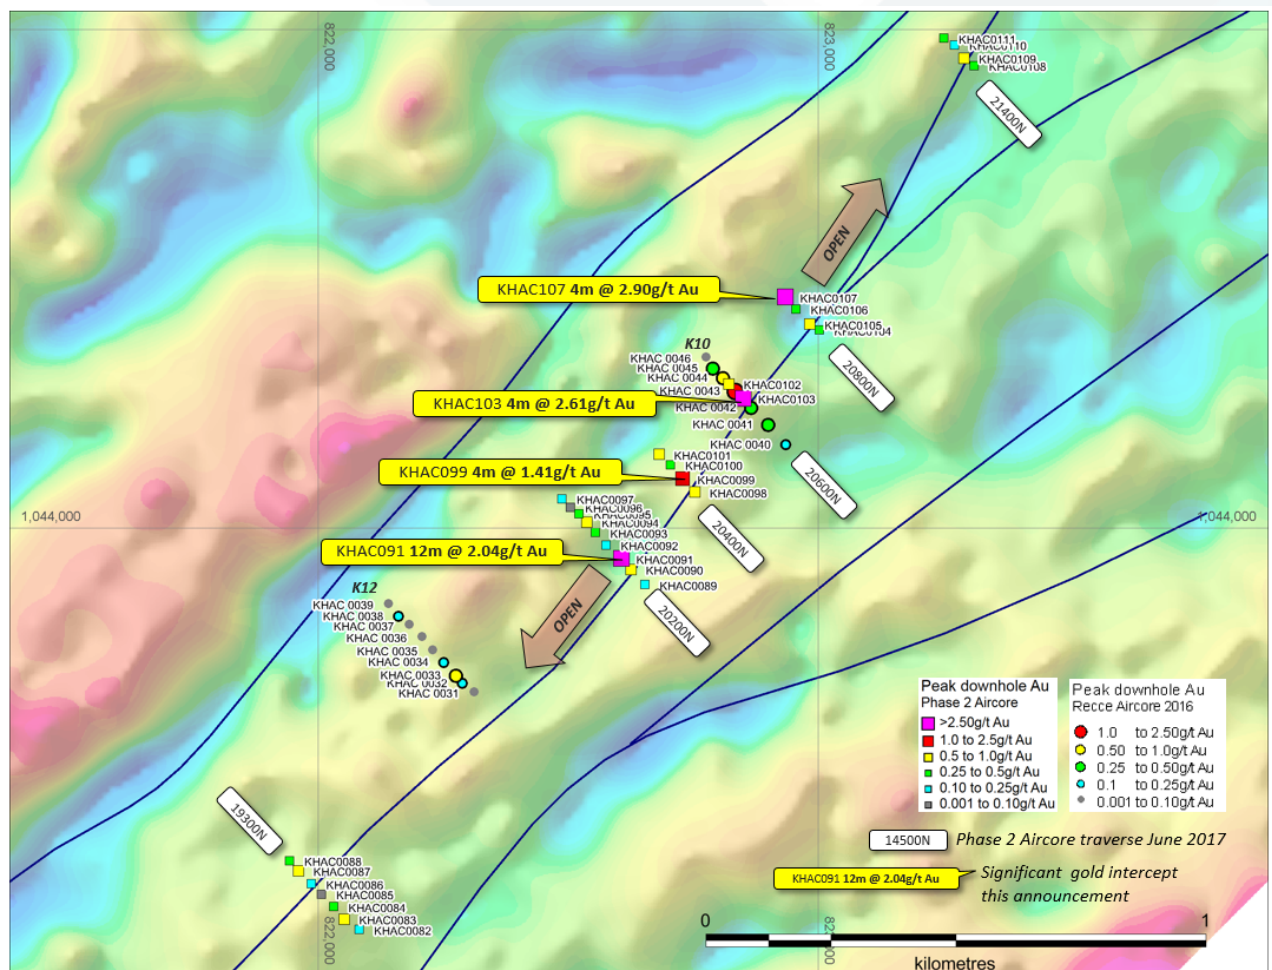 822,000
823,000
KHAC0111
KHAC0110
KHAC0109
KHAC0108
21400N
OPEN
KHAC107 4m @ 2.90g/t Au
KHAC0107
KHAC0106
KHAC0105
KHAC0104
20800N
K10
KHAC 0046
KHAC 0045
KHAC 0044
KHAC 0043
KHAC0102
KHAC0103
KHAC 0042
KHAC 0041
KHAC 0040
KHAC103 4m @ 2.61g/t Au
20600N
KHAC0101
KHAC0100
KHAC0099
KHAC0098
KHAC099 4m @ 1.41g/t Au
20400N
1,044,000
1,044,000
KHAC0097
KHAC0096
KHAC0095
KHAC0094
KHAC0093
KHAC0092
KHAC0091
KHAC0090
KHAC0089
KHAC091 12m @ 2.04g/t Au
20200N
OPEN
K12
KHAC 0039
KHAC 0038
KHAC 0037
KHAC 0036
KHAC 0035
KHAC 0034
KHAC 0033
KHAC 0032
KHAC 0031
19300N
KHAC0088
KHAC0087
KHAC0086
KHAC0085
KHAC0084
KHAC0083
KHAC0082
822,000
Peak downhole Au
Phase 2 Aircore
>2.50g/t Au
1.0 to 2.5g/t Au
0.5 to 1.0g/t Au
0.25 to 0.5g/t Au
0.10 to 0.25g/t Au
0.001 to 0.10g/t Au
Peak downhole Au
Recce Aircore 2016
1.0 to 2.50g/t Au
0.50 to 1.0g/t Au
0.25 to 0.50g/t Au
0.1 to 0.25g/t Au
0.001 to 0.10g/t Au
14500N
Phase 2 Aircore traverse June 2017
KHAC091 12m @ 2.04g/t Au
Significant gold intercept
this announcement
0
1
kilometres